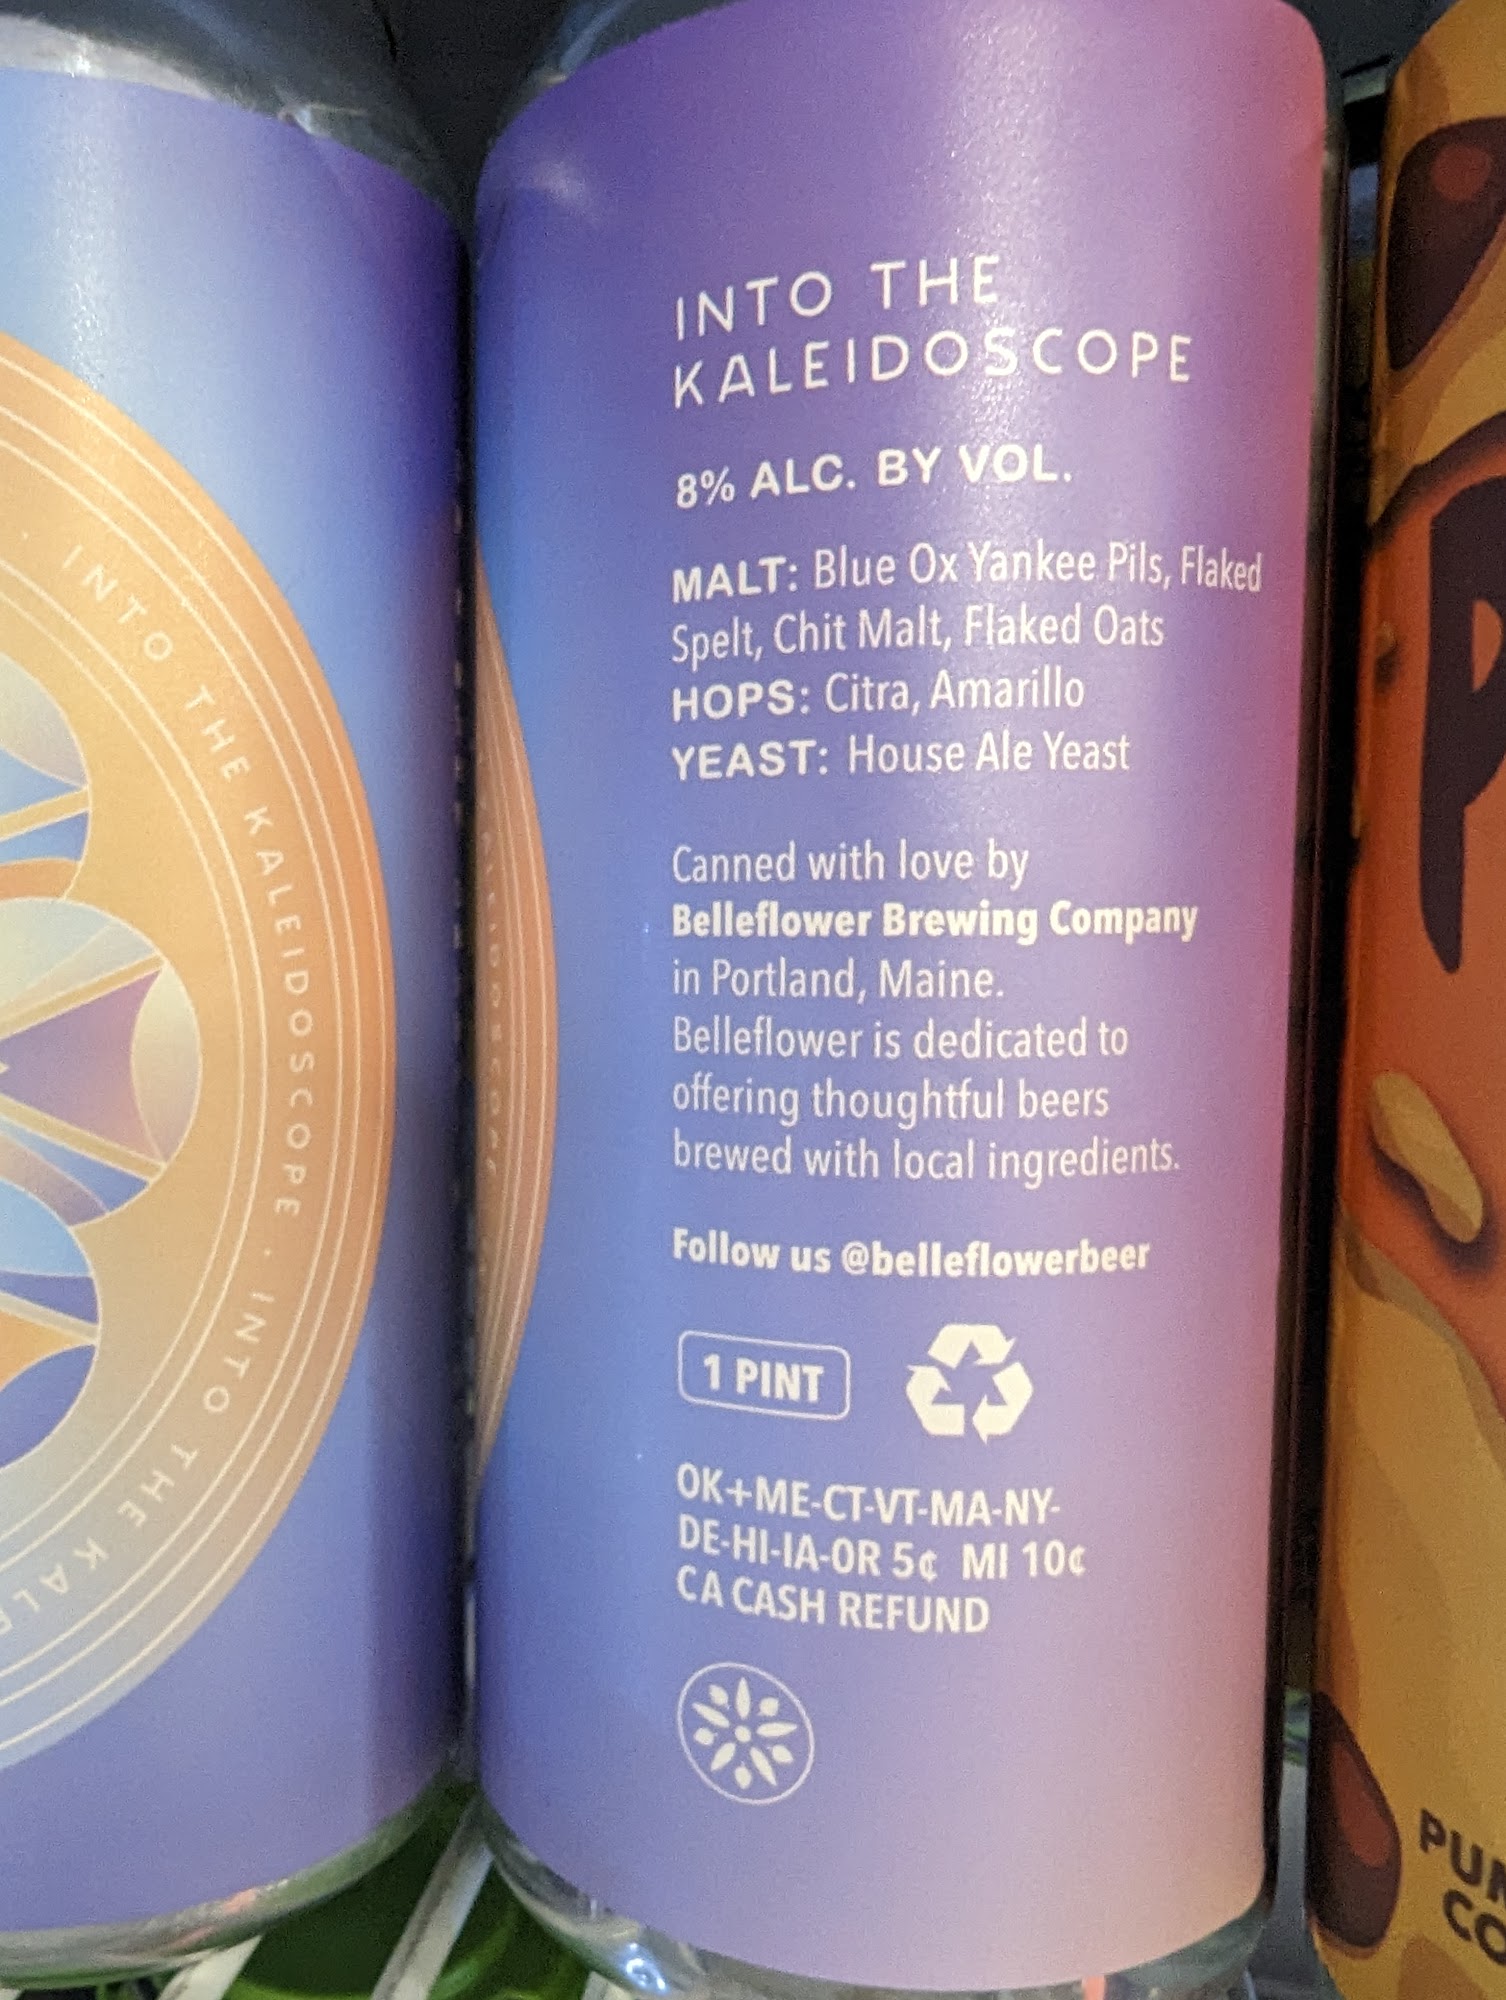 INTO THE
KALEIDOSCOPE
8% ALC. BY VOL.
MALT: Blue Ox Yankee Pils, Flaked
Spelt, Chit Malt, Flaked Oats
HOPS: Citra, Amarillo
YEAST: House Ale Yeast
Canned with love by
Belleflower Brewing Company
in Portland, Maine.
Belleflower is dedicated to
offering thoughtful beers
brewed with local ingredients.
Follow us @belleflowerbeer
1 PINT
OK+ME-CT-VT-MA-NY-
DE-HI-IA-OR 5¢ MI 10¢
CA CASH REFUND
· INTO THE KALEIDOSCOPE · INTO THE KALE